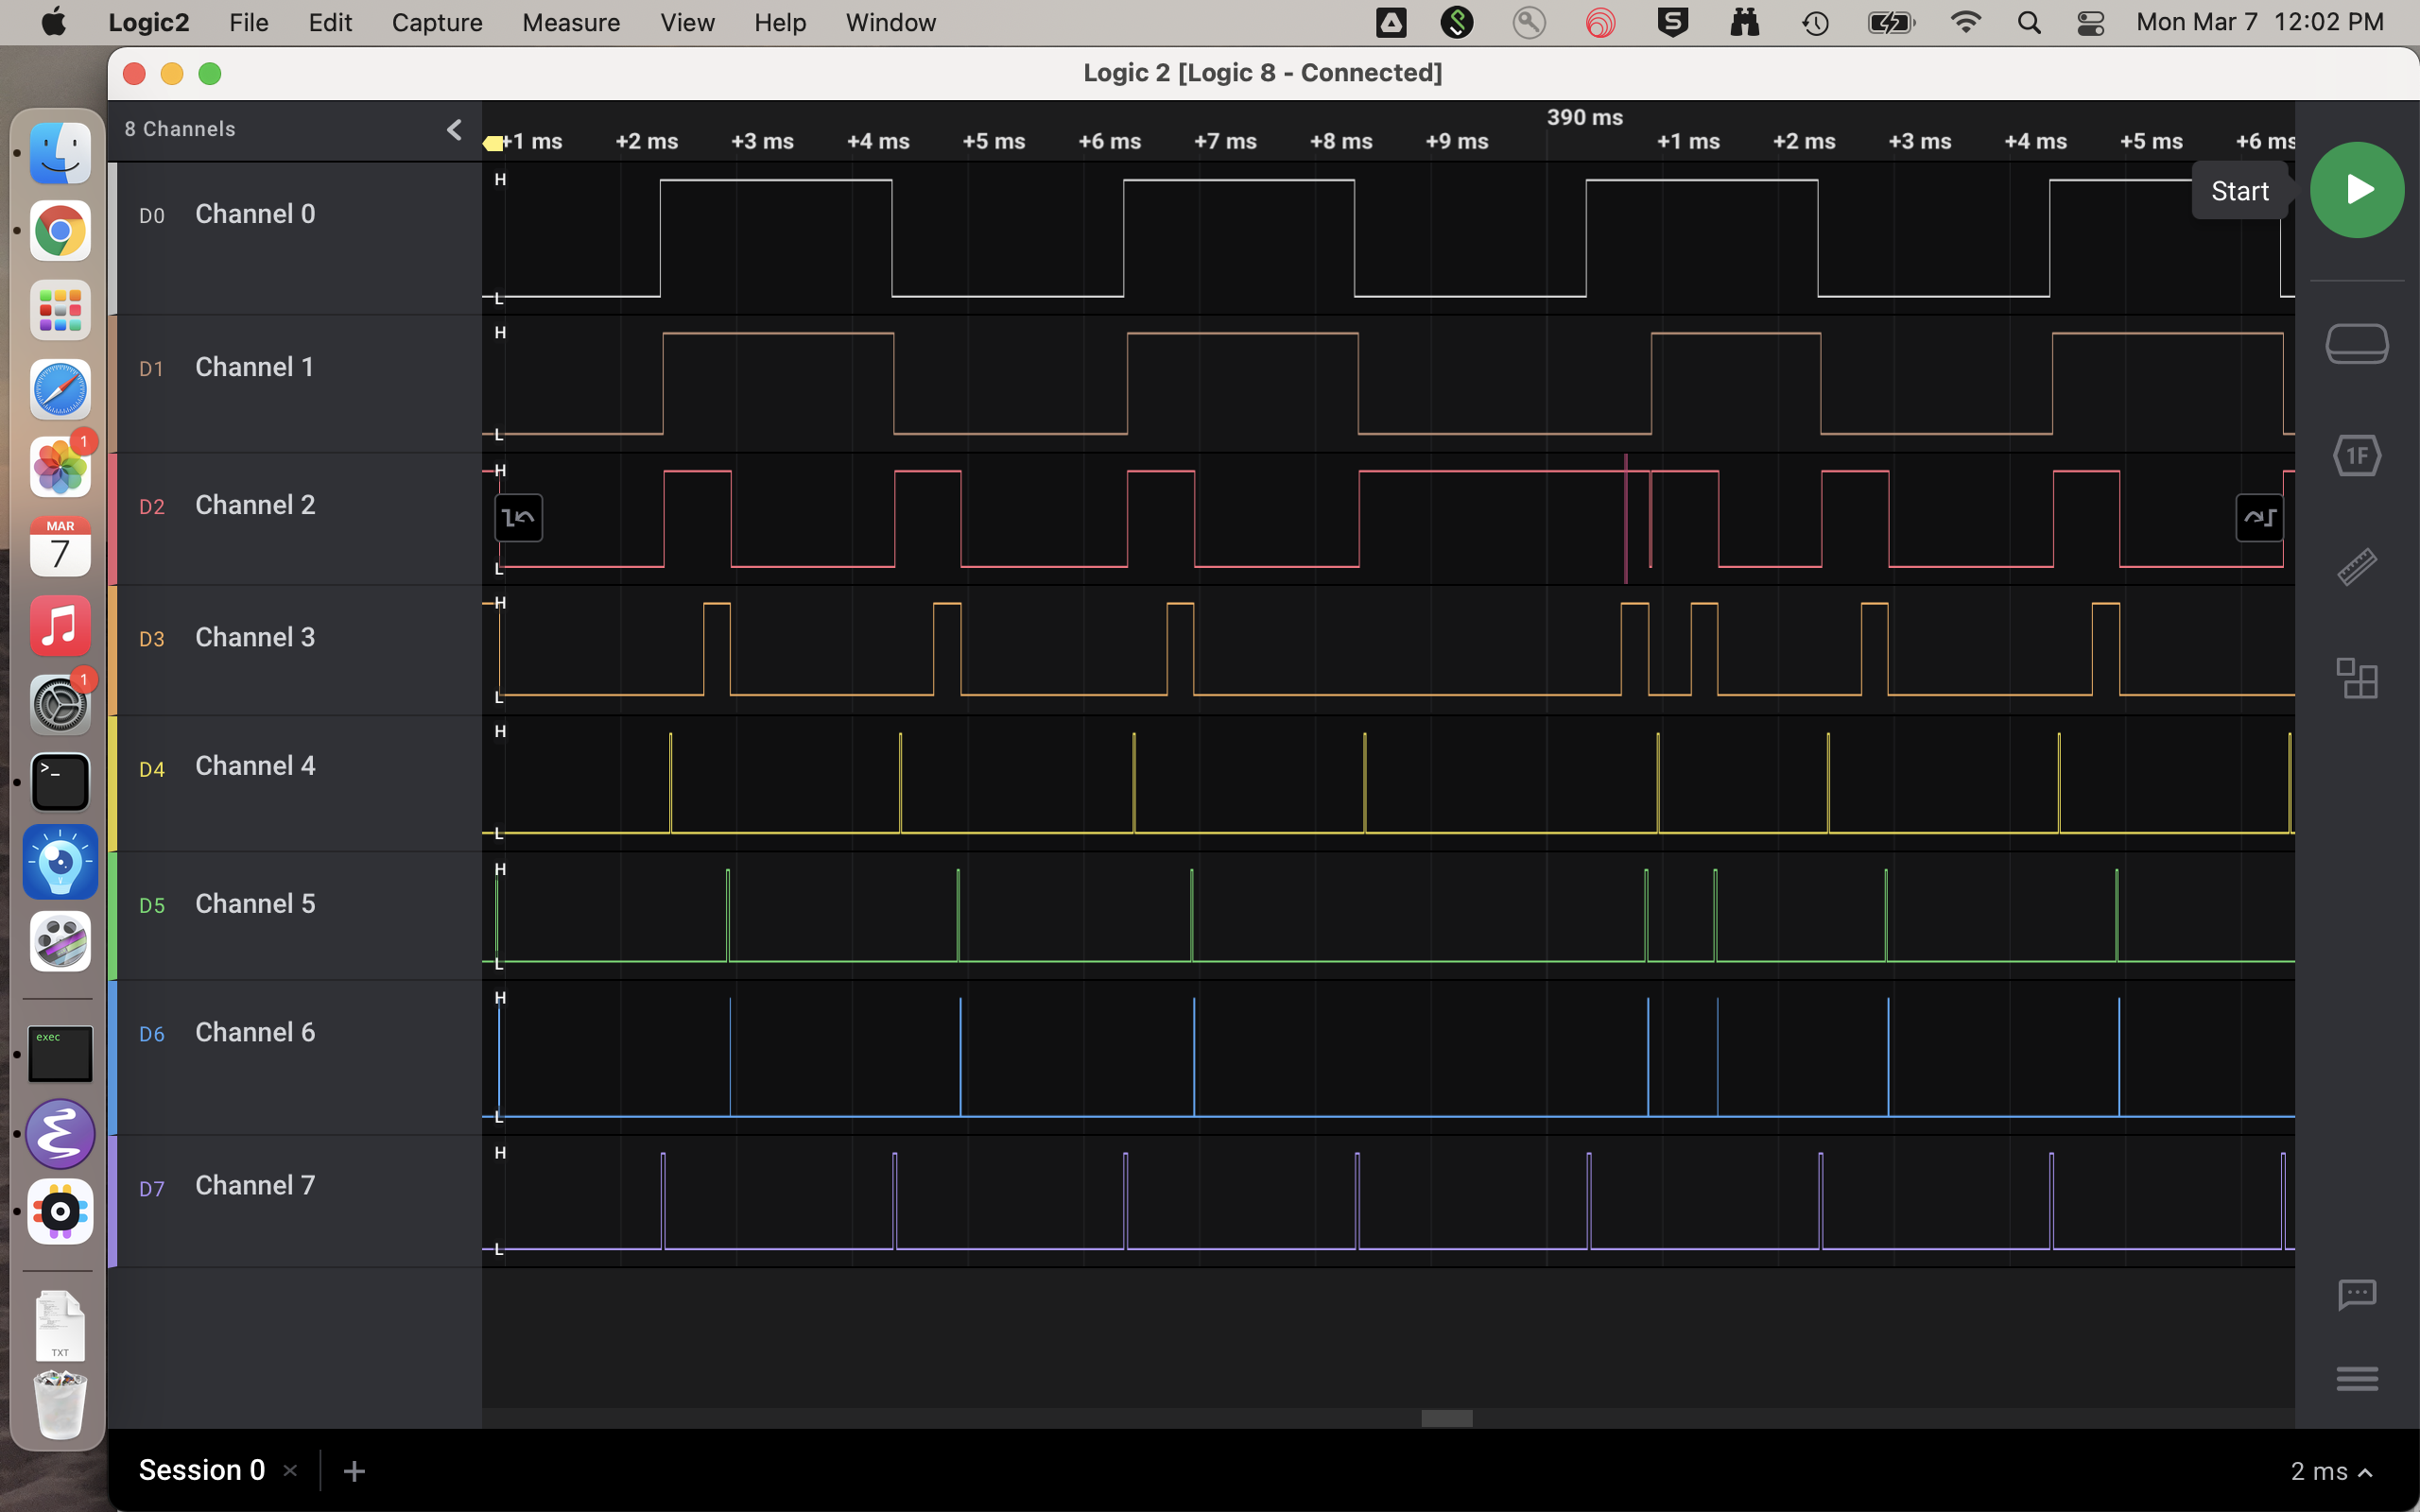 Logic2 File Edit Capture Measure View Help Window Mon Mar 7 12:02 PM
Logic 2 [Logic 8 - Connected]
8 Channels
390 ms
+1 ms +2 ms +3 ms +4 ms +5 ms +6 ms +7 ms +8 ms +9 ms +1 ms +2 ms +3 ms +4 ms +5 ms +6 ms
Start
H
D0 Channel 0
L
H
D1 Channel 1
L
H
D2 Channel 2
L
H
D3 Channel 3
L
H
D4 Channel 4
L
H
D5 Channel 5
L
H
D6 Channel 6
L
H
D7 Channel 7
L
1F
1
MAR
7
1
>_
exec
TXT
Session 0 × + 2 ms